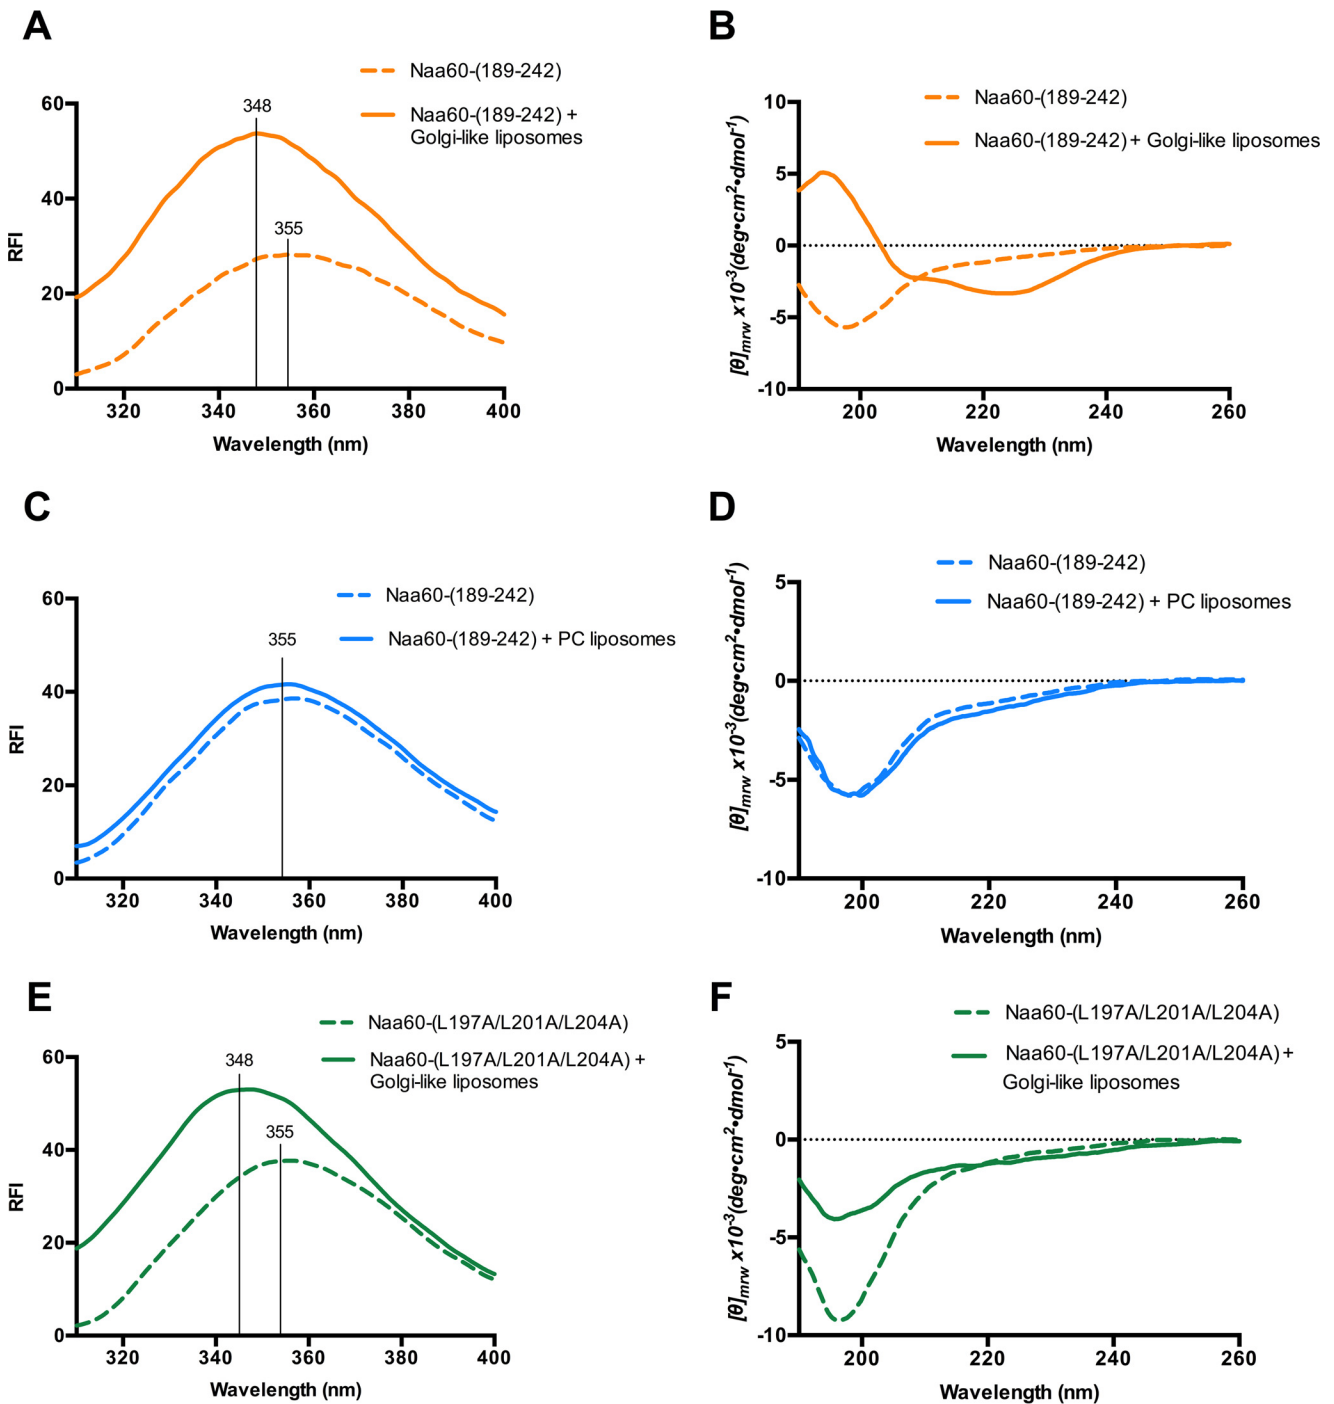 A
Naa60-(189-242)
Naa60-(189-242) +
Golgi-like liposomes
348
355
60
40
20
0
RFI
320 340 360 380 400
Wavelength (nm)
B
Naa60-(189-242)
Naa60-(189-242) + Golgi-like liposomes
10
5
0
-5
-10
[θ]mrw x10-3(deg•cm2•dmol-1)
200 220 240 260
Wavelength (nm)
C
Naa60-(189-242)
Naa60-(189-242) + PC liposomes
355
60
40
20
0
RFI
320 340 360 380 400
Wavelength (nm)
D
Naa60-(189-242)
Naa60-(189-242) + PC liposomes
5
0
-5
-10
[θ]mrw x10-3(deg•cm2•dmol-1)
200 220 240 260
Wavelength (nm)
E
Naa60-(L197A/L201A/L204A)
Naa60-(L197A/L201A/L204A) +
Golgi-like liposomes
348
355
60
40
20
0
RFI
320 340 360 380 400
Wavelength (nm)
F
Naa60-(L197A/L201A/L204A)
Naa60-(L197A/L201A/L204A) +
Golgi-like liposomes
5
0
-5
-10
[θ]mrw x10-3(deg•cm2•dmol-1)
200 220 240 260
Wavelength (nm)